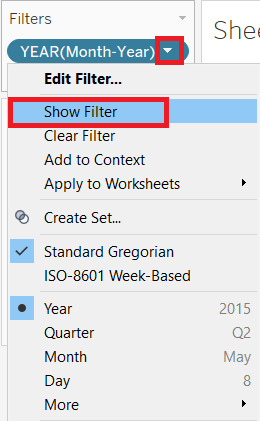 Filters
Shee
YEAR(Month-Year)
Edit Filter...
Show Filter
Clear Filter
Add to Context
Apply to Worksheets
Create Set...
Standard Gregorian
ISO-8601 Week-Based
Year 2015
Quarter Q2
Month May
Day 8
More